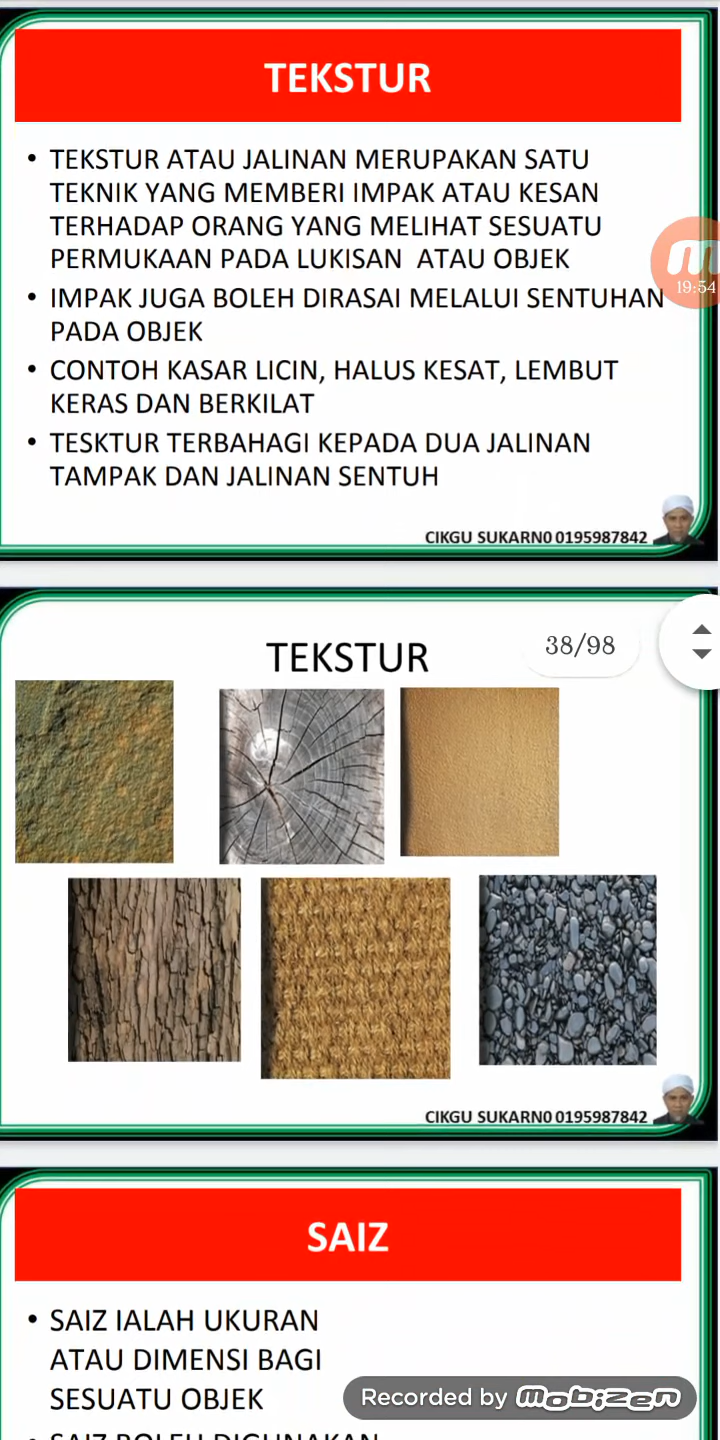 TEKSTUR
• TEKSTUR ATAU JALINAN MERUPAKAN SATU
TEKNIK YANG MEMBERI IMPAK ATAU KESAN
TERHADAP ORANG YANG MELIHAT SESUATU
PERMUKAAN PADA LUKISAN ATAU OBJEK
• IMPAK JUGA BOLEH DIRASAI MELALUI SENTUHAN
PADA OBJEK
• CONTOH KASAR LICIN, HALUS KESAT, LEMBUT
KERAS DAN BERKILAT
• TESKTUR TERBAHAGI KEPADA DUA JALINAN
TAMPAK DAN JALINAN SENTUH
19:54
CIKGU SUKARN0 0195987842
TEKSTUR
38/98
CIKGU SUKARN0 0195987842
SAIZ
• SAIZ IALAH UKURAN
ATAU DIMENSI BAGI
SESUATU OBJEK
Recorded by Mobizen
• SAIZ BOLEH DIGUNAKAN